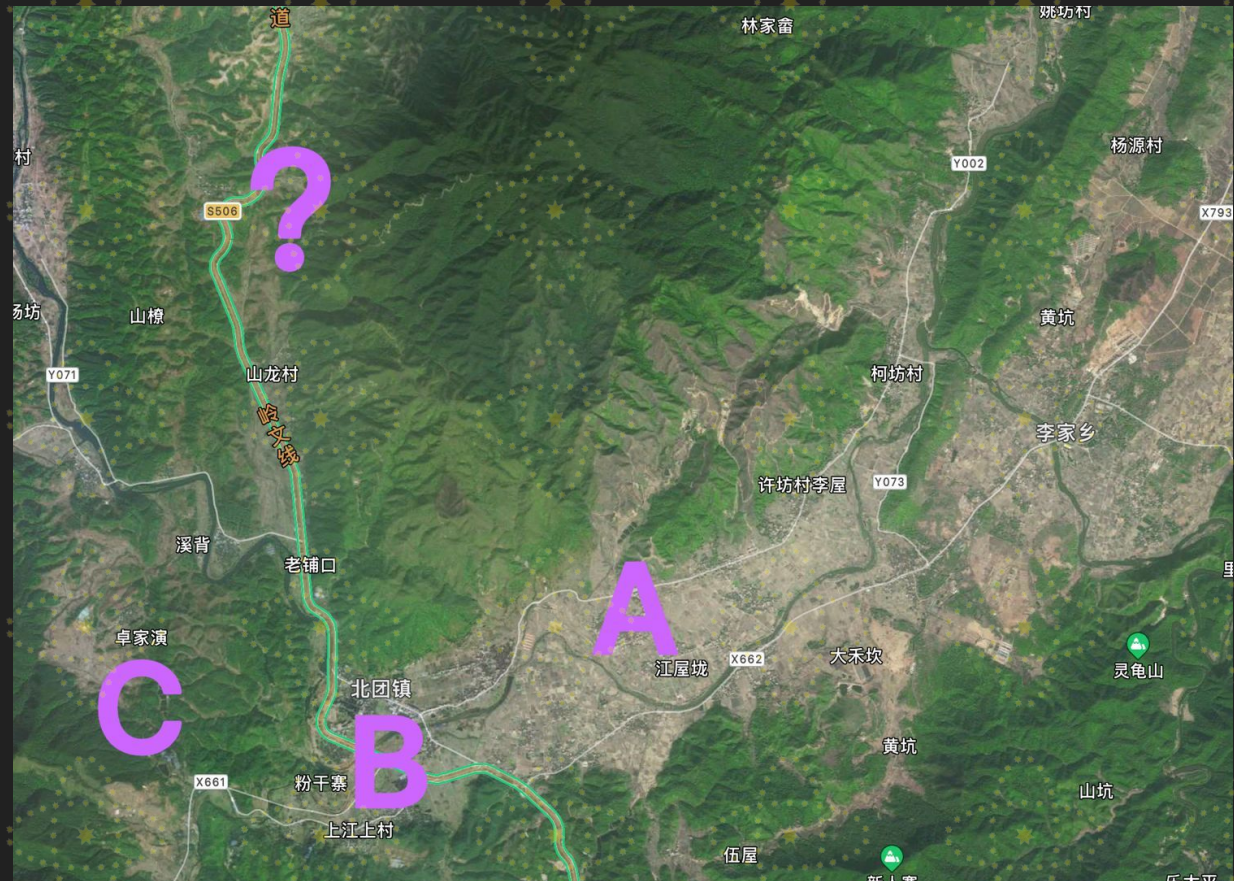 道
林家畲
姚坊村
Y002
杨源村
村
?
S506
X793
汤坊
山橑
黄坑
Y071
山龙村
柯坊村
岭文线
李家乡
许坊村李屋
Y073
溪背
老铺口
A
卓家演
江屋垅
X662
大禾坎
灵龟山
C
北团镇
B
黄坑
X661
粉干寨
山坑
上江上村
伍屋